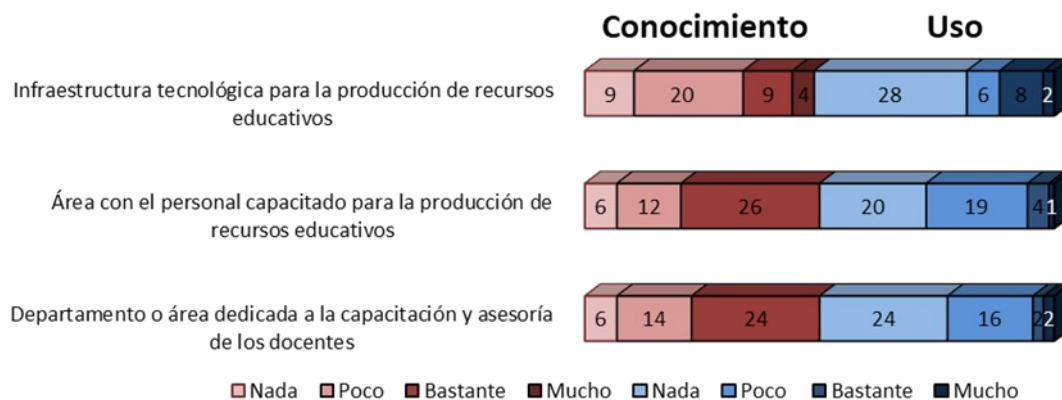 Conocimiento Uso
Infraestructura tecnológica para la producción de recursos
educativos
9 20 9 4 28 6 8 2
Área con el personal capacitado para la producción de
recursos educativos
6 12 26 20 19 4 1
Departamento o área dedicada a la capacitación y asesoría
de los docentes
6 14 24 24 16 2 2
Nada Poco Bastante Mucho Nada Poco Bastante Mucho